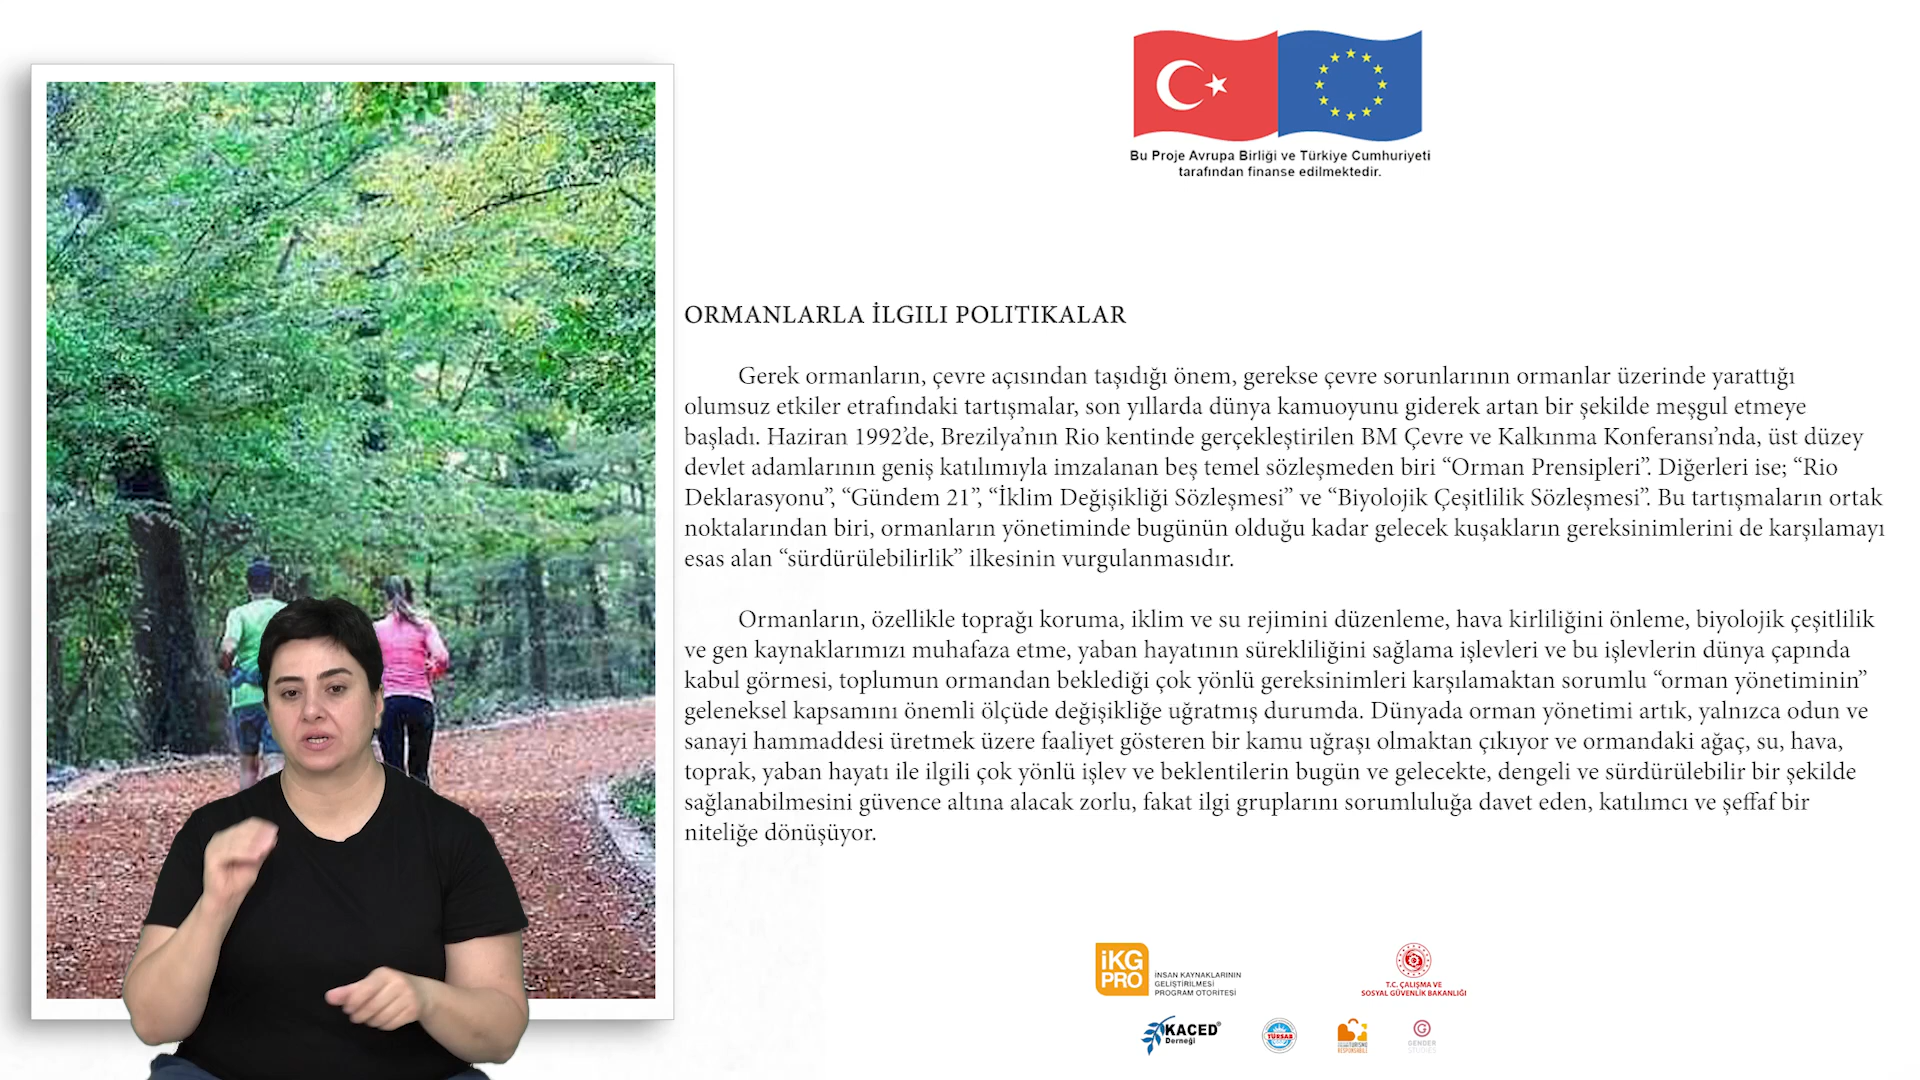 Bu Proje Avrupa Birliği ve Türkiye Cumhuriyeti
tarafından finanse edilmektedir.
ORMANLARLA İLGILI POLITIKALAR
Gerek ormanların, çevre açısından taşıdığı önem, gerekse çevre sorunlarının ormanlar üzerinde yarattığı
olumsuz etkiler etrafındaki tartışmalar, son yıllarda dünya kamuoyunu giderek artan bir şekilde meşgul etmeye
başladı. Haziran 1992’de, Brezilya’nın Rio kentinde gerçekleştirilen BM Çevre ve Kalkınma Konferansı’nda, üst düzey
devlet adamlarının geniş katılımıyla imzalanan beş temel sözleşmeden biri “Orman Prensipleri”. Diğerleri ise; “Rio
Deklarasyonu”, “Gündem 21”, “İklim Değişikliği Sözleşmesi” ve “Biyolojik Çeşitlilik Sözleşmesi”. Bu tartışmaların ortak
noktalarından biri, ormanların yönetiminde bugünün olduğu kadar gelecek kuşakların gereksinimlerini de karşılamayı
esas alan “sürdürülebilirlik” ilkesinin vurgulanmasıdır.
Ormanların, özellikle toprağı koruma, iklim ve su rejimini düzenleme, hava kirliliğini önleme, biyolojik çeşitlilik
ve gen kaynaklarımızı muhafaza etme, yaban hayatının sürekliliğini sağlama işlevleri ve bu işlevlerin dünya çapında
kabul görmesi, toplumun ormandan beklediği çok yönlü gereksinimleri karşılamaktan sorumlu “orman yönetiminin”
geleneksel kapsamını önemli ölçüde değişikliğe uğratmış durumda. Dünyada orman yönetimi artık, yalnızca odun ve
sanayi hammaddesi üretmek üzere faaliyet gösteren bir kamu uğraşı olmaktan çıkıyor ve ormandaki ağaç, su, hava,
toprak, yaban hayatı ile ilgili çok yönlü işlev ve beklentilerin bugün ve gelecekte, dengeli ve sürdürülebilir bir şekilde
sağlanabilmesini güvence altına alacak zorlu, fakat ilgi gruplarını sorumluluğa davet eden, katılımcı ve şeffaf bir
niteliğe dönüşüyor.
iKG
PRO
İNSAN KAYNAKLARININ
GELİŞTİRİLMESİ
PROGRAM OTORİTESİ
T.C. ÇALIŞMA VE
SOSYAL GÜVENLİK BAKANLIĞI
KACED®
Derneği
TÜRSAB
RESPONSABILE
GENDER
STUDIES